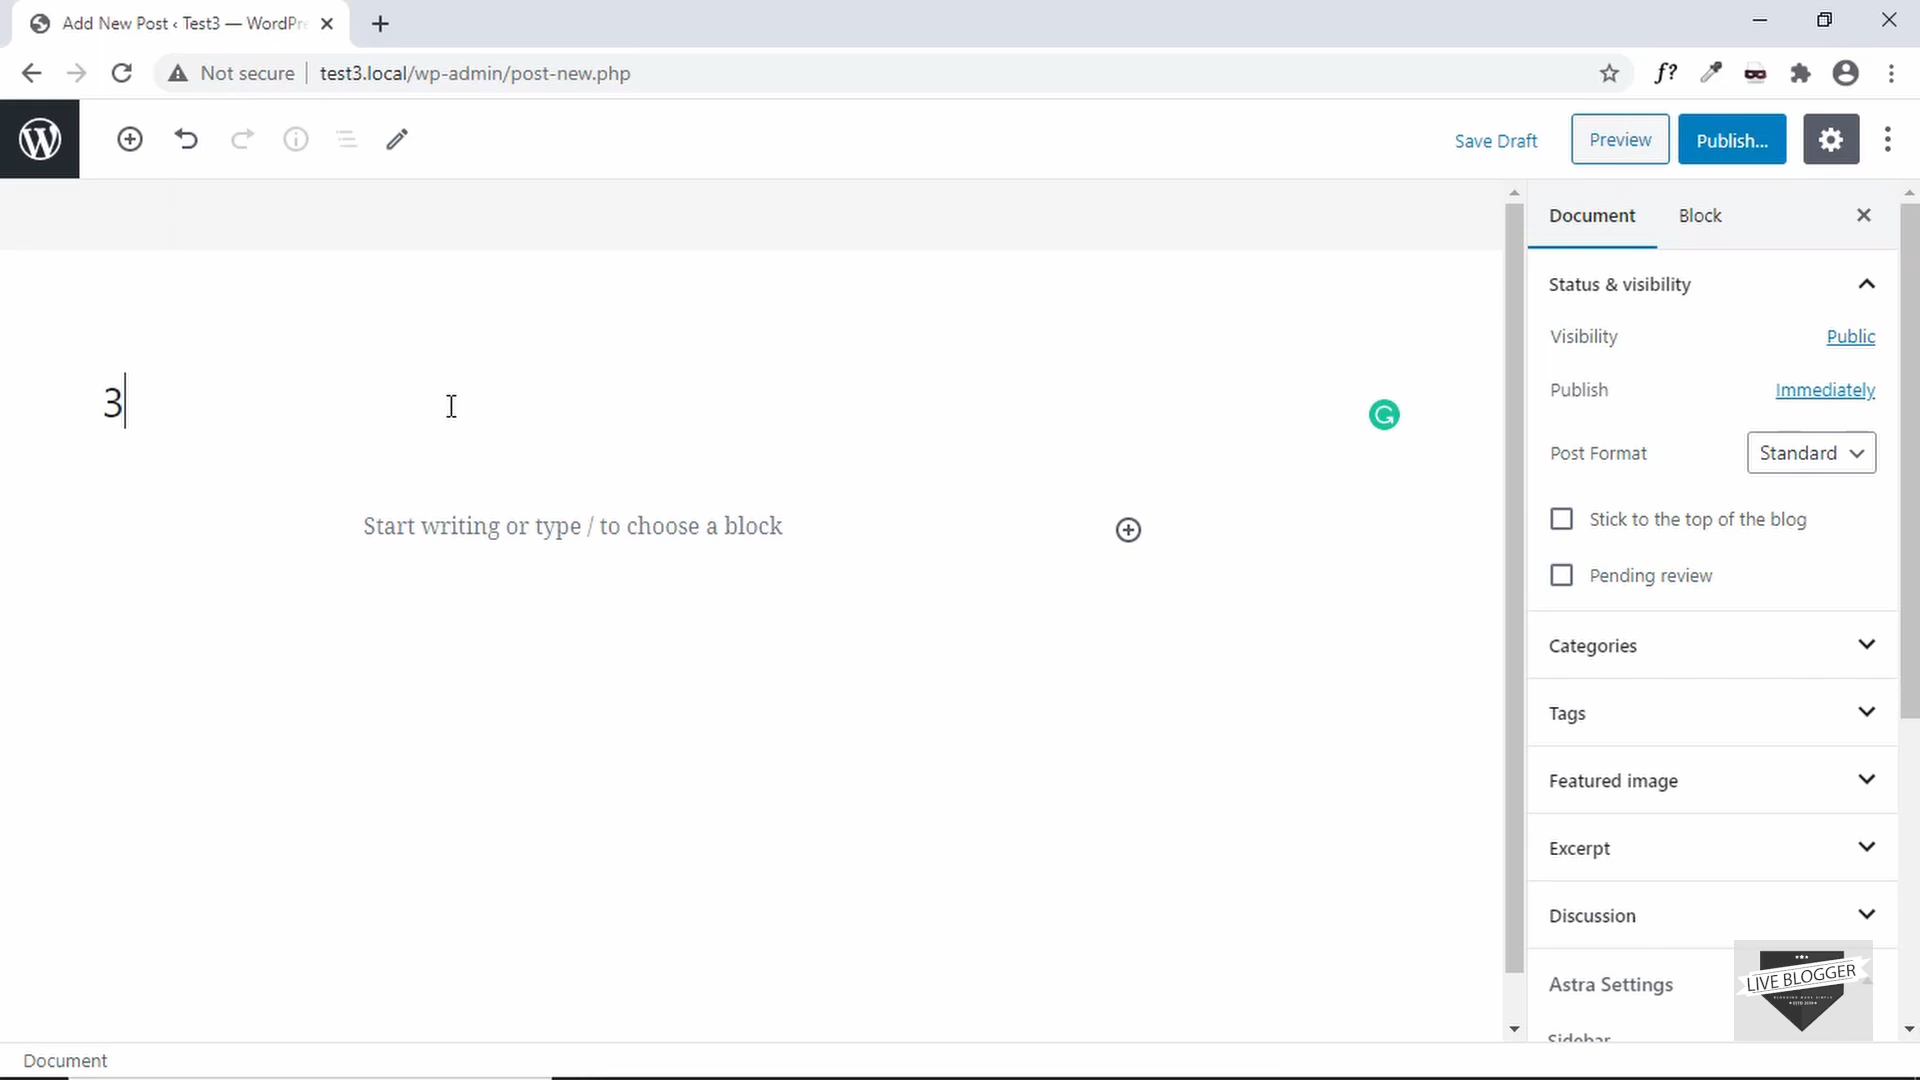 Add New Post ‹ Test3 — WordPre
Not secure
test3.local/wp-admin/post-new.php
f?
Save Draft
Preview
Publish...
Document
Block
Status & visibility
Visibility
Public
3
Publish
Immediately
Post Format
Standard
Start writing or type / to choose a block
Stick to the top of the blog
Pending review
Categories
Tags
Featured image
Excerpt
Discussion
Astra Settings
LIVE BLOGGER
Sidebar
Document